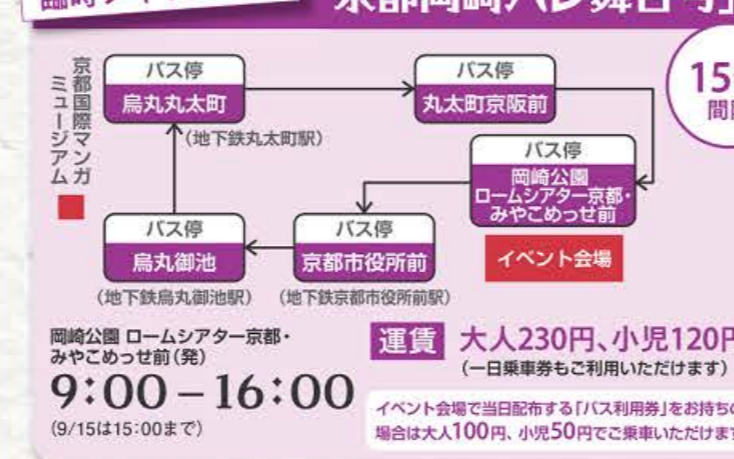 京都岡崎ハレ舞台号」
15
間隔
バス停
烏丸丸太町
(地下鉄丸太町駅)
バス停
丸太町京阪前
京都国際マンガ
ミュージアム
バス停
岡崎公園
ロームシアター京都・
みやこめっせ前
イベント会場
バス停
烏丸御池
(地下鉄烏丸御池駅)
バス停
京都市役所前
(地下鉄京都市役所前駅)
岡崎公園 ロームシアター京都・
みやこめっせ前(発)
9:00-16:00
(9/15は15:00まで)
運賃 大人230円、小児120円
(一日乗車券もご利用いただけます)
イベント会場で当日配布する「バス利用券」をお持ちの
場合は大人100円、小児50円でご乗車いただけます